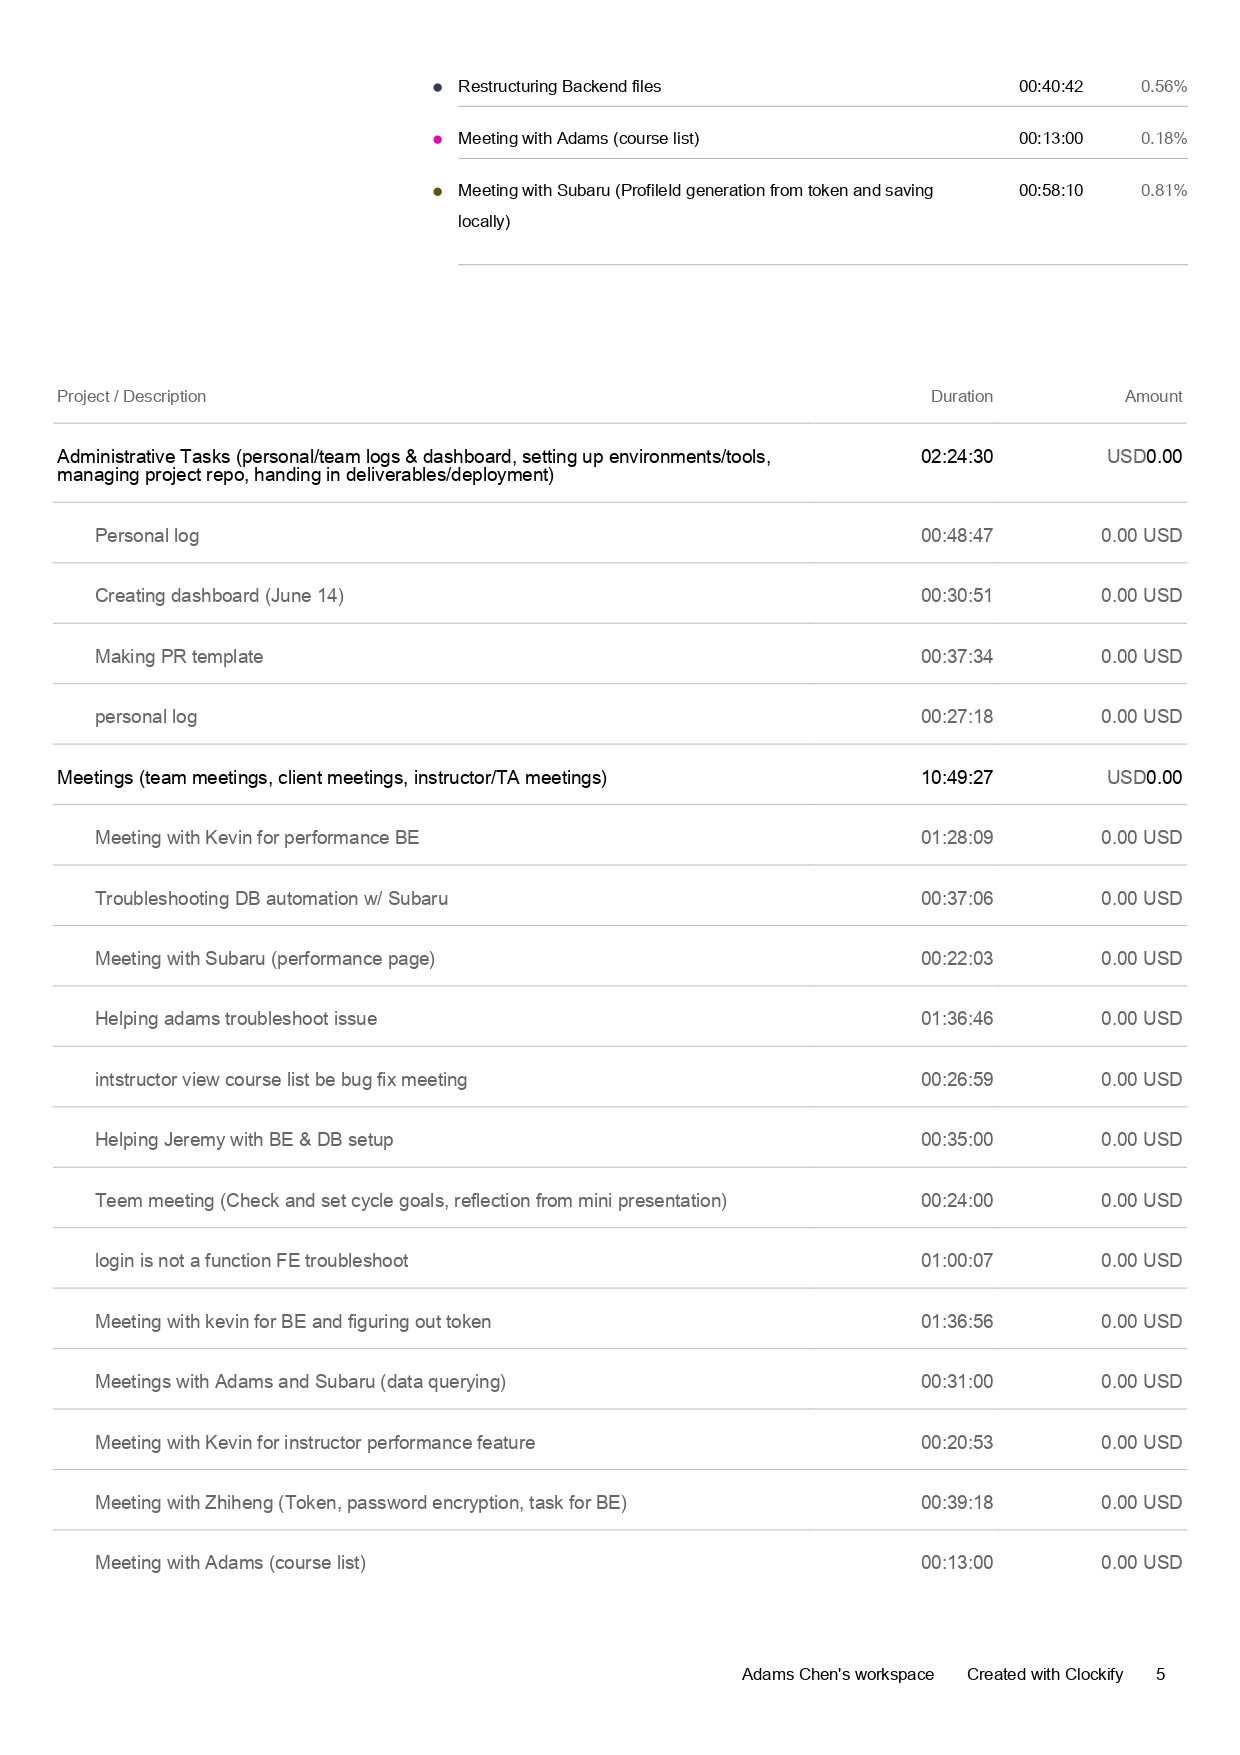 Restructuring Backend files 00:40:42 0.56%
Meeting with Adams (course list) 00:13:00 0.18%
Meeting with Subaru (ProfileId generation from token and saving 00:58:10 0.81%
locally)
Project / Description Duration Amount
Administrative Tasks (personal/team logs & dashboard, setting up environments/tools, 02:24:30 USD0.00
managing project repo, handing in deliverables/deployment)
Personal log 00:48:47 0.00 USD
Creating dashboard (June 14) 00:30:51 0.00 USD
Making PR template 00:37:34 0.00 USD
personal log 00:27:18 0.00 USD
Meetings (team meetings, client meetings, instructor/TA meetings) 10:49:27 USD0.00
Meeting with Kevin for performance BE 01:28:09 0.00 USD
Troubleshooting DB automation w/ Subaru 00:37:06 0.00 USD
Meeting with Subaru (performance page) 00:22:03 0.00 USD
Helping adams troubleshoot issue 01:36:46 0.00 USD
intstructor view course list be bug fix meeting 00:26:59 0.00 USD
Helping Jeremy with BE & DB setup 00:35:00 0.00 USD
Teem meeting (Check and set cycle goals, reflection from mini presentation) 00:24:00 0.00 USD
login is not a function FE troubleshoot 01:00:07 0.00 USD
Meeting with kevin for BE and figuring out token 01:36:56 0.00 USD
Meetings with Adams and Subaru (data querying) 00:31:00 0.00 USD
Meeting with Kevin for instructor performance feature 00:20:53 0.00 USD
Meeting with Zhiheng (Token, password encryption, task for BE) 00:39:18 0.00 USD
Meeting with Adams (course list) 00:13:00 0.00 USD
Adams Chen's workspace Created with Clockify 5